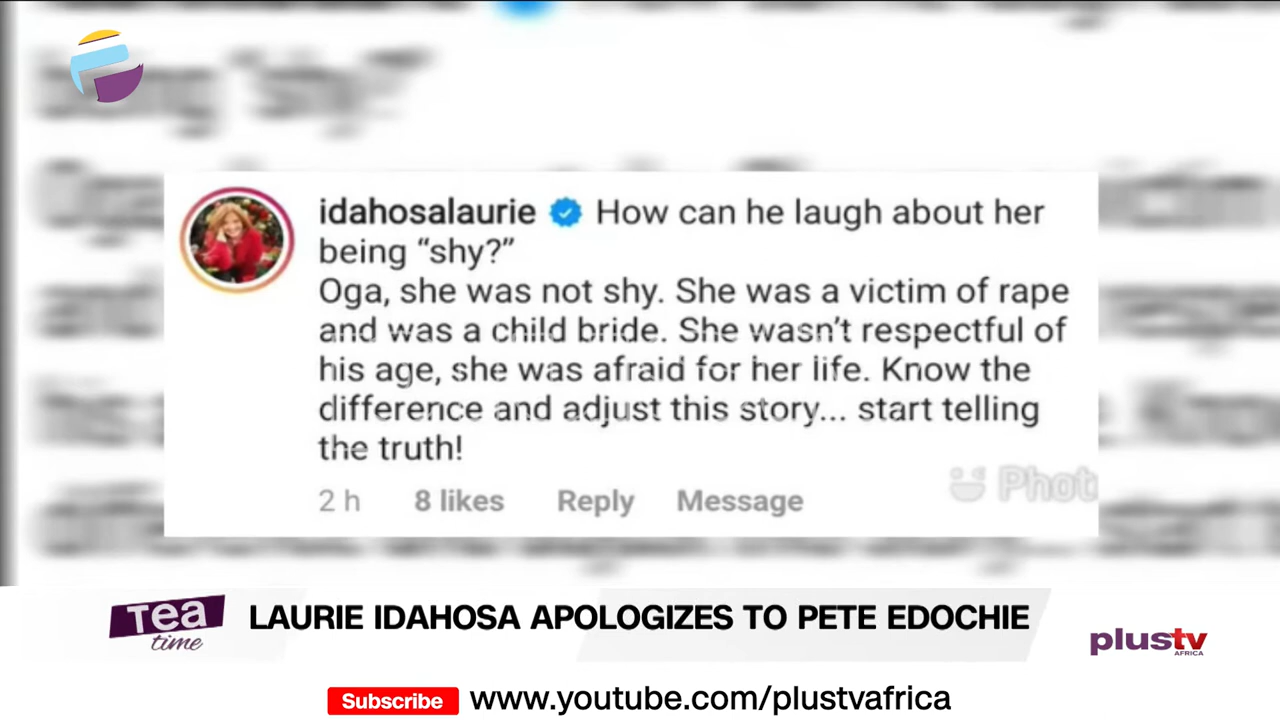 idahosalaurie How can he laugh about her
being “shy?”
Oga, she was not shy. She was a victim of rape
and was a child bride. She wasn’t respectful of
his age, she was afraid for her life. Know the
difference and adjust this story... start telling
the truth!
2 h 8 likes Reply Message
Phot
Tea
time
LAURIE IDAHOSA APOLOGIZES TO PETE EDOCHIE
plustv
AFRICA
Subscribe www.youtube.com/plustvafrica